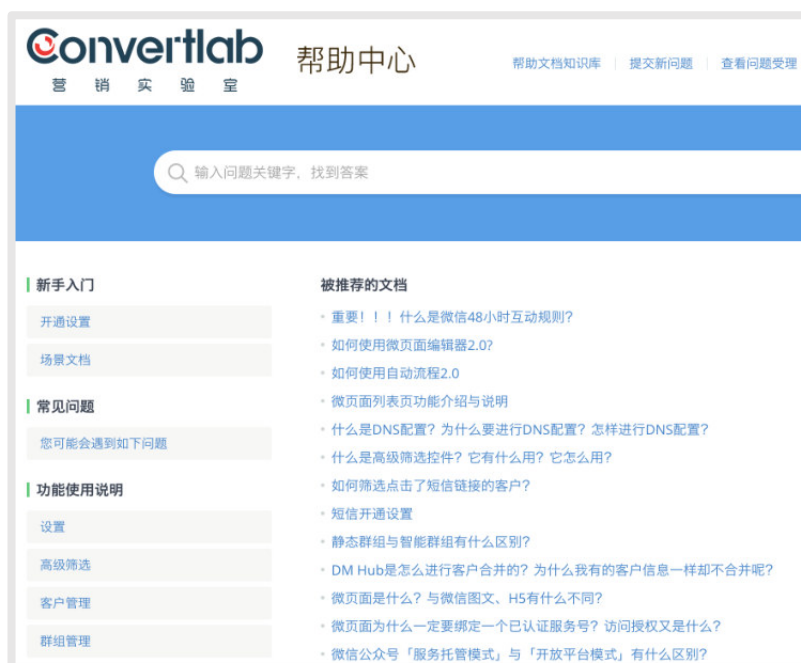 Convertlab
营销实验室
帮助中心
帮助文档知识库
提交新问题
查看问题受理
输入问题关键字，找到答案
新手入门
开通设置
场景文档
常见问题
您可能会遇到如下问题
功能使用说明
设置
高级筛选
客户管理
群组管理
被推荐的文档
重要！！！什么是微信48小时互动规则?
如何使用微页面编辑器2.0?
如何使用自动流程2.0
微页面列表页功能介绍与说明
什么是DNS配置？为什么要进行DNS配置？怎样进行DNS配置？
什么是高级筛选控件？它有什么用？它怎么用？
如何筛选点击了短信链接的客户？
短信开通设置
静态群组与智能群组有什么区别？
DM Hub是怎么进行客户合并的？为什么我有的客户信息一样却不合并呢？
微页面是什么？与微信图文、H5有什么不同？
微页面为什么一定要绑定一个已认证服务号？访问授权又是什么？
微信公众号「服务托管模式」与「开放平台模式」有什么区别？